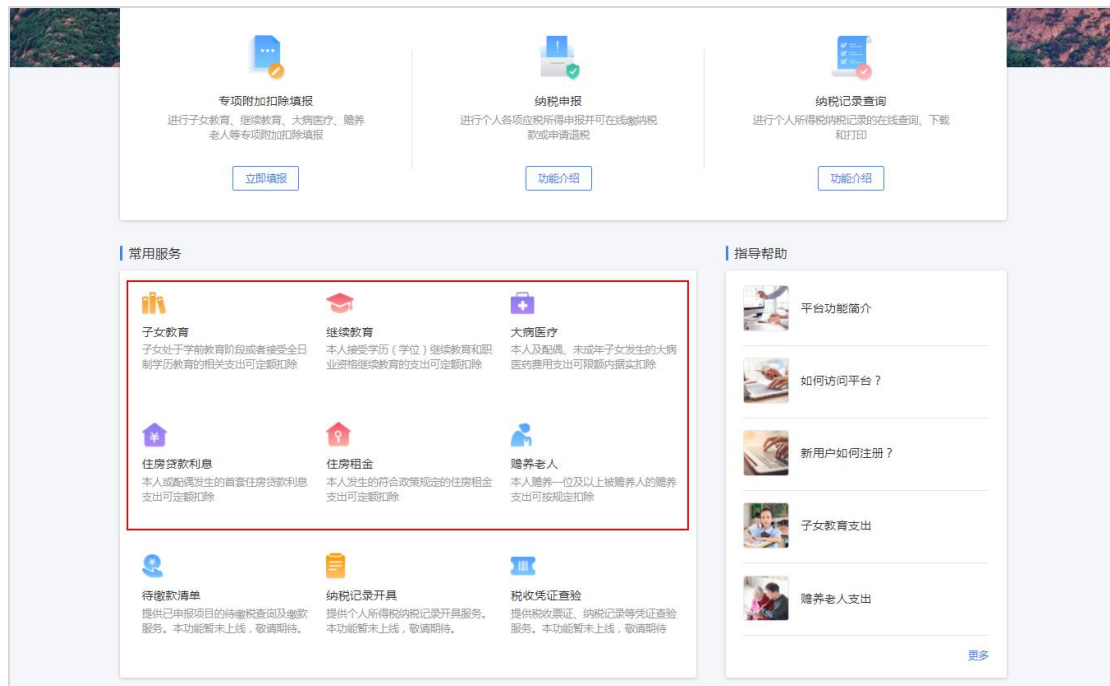 专项附加扣除填报
进行子女教育、继续教育、大病医疗、赡养
老人等专项附加扣除填报
立即填报
纳税申报
进行个人各项应税所得申报并可在线缴纳税
款或申请退税
功能介绍
纳税记录查询
进行个人所得税纳税记录的在线查询、下载
和打印
功能介绍
常用服务
子女教育
子女处于学前教育阶段或者接受全日
制学历教育的相关支出可定额扣除
继续教育
本人接受学历（学位）继续教育和职
业资格继续教育的支出可定额扣除
大病医疗
本人及配偶、未成年子女发生的大病
医药费用支出可限额内据实扣除
住房贷款利息
本人或配偶发生的首套住房贷款利息
支出可定额扣除
住房租金
本人发生的符合政策规定的住房租金
支出可定额扣除
赡养老人
本人赡养一位及以上被赡养人的赡养
支出可按规定扣除
待缴款清单
提供已申报项目的待缴税查询及缴款
服务。本功能暂未上线，敬请期待。
纳税记录开具
提供个人所得税纳税记录开具服务。
本功能暂未上线，敬请期待。
税收凭证查验
提供税收票证、纳税记录等凭证查验
服务。本功能暂未上线，敬请期待
指导帮助
平台功能简介
如何访问平台？
新用户如何注册？
子女教育支出
赡养老人支出
更多